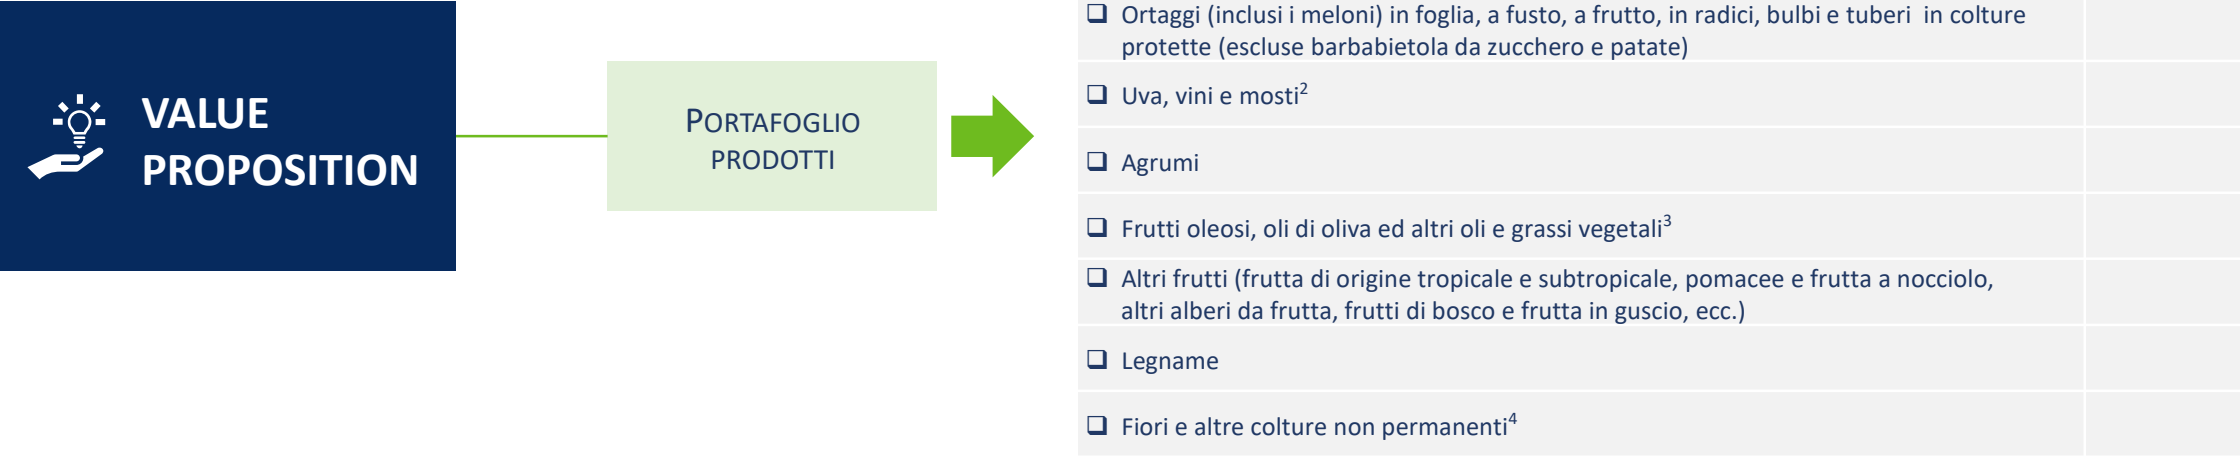 VALUE
PROPOSITION
PORTAFOGLIO
PRODOTTI
❑ Ortaggi (inclusi i meloni) in foglia, a fusto, a frutto, in radici, bulbi e tuberi in colture
protette (escluse barbabietola da zucchero e patate)
❑ Uva, vini e mosti²
❑ Agrumi
❑ Frutti oleosi, oli di oliva ed altri oli e grassi vegetali³
❑ Altri frutti (frutta di origine tropicale e subtropicale, pomacee e frutta a nocciolo,
altri alberi da frutta, frutti di bosco e frutta in guscio, ecc.)
❑ Legname
❑ Fiori e altre colture non permanenti⁴